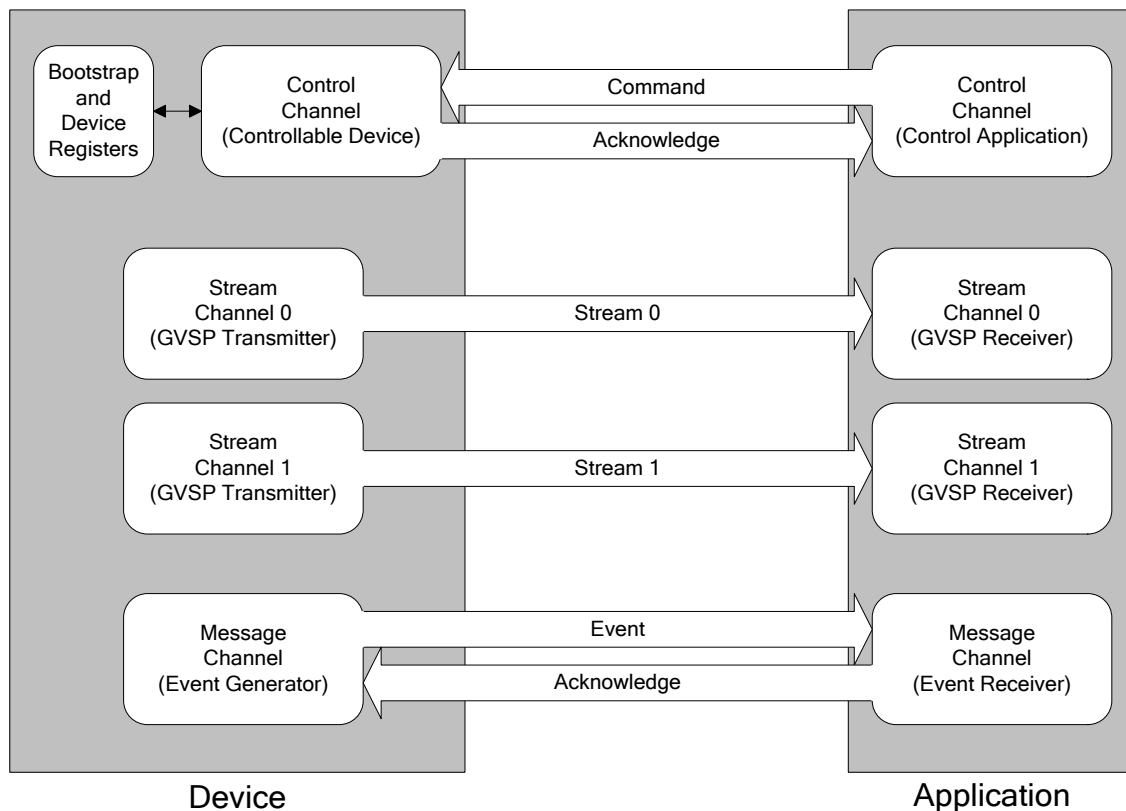 Bootstrap
and
Device
Registers
Control
Channel
(Controllable Device)
Command
Acknowledge
Control
Channel
(Control Application)
Stream
Channel 0
(GVSP Transmitter)
Stream 0
Stream
Channel 0
(GVSP Receiver)
Stream
Channel 1
(GVSP Transmitter)
Stream 1
Stream
Channel 1
(GVSP Receiver)
Message
Channel
(Event Generator)
Event
Acknowledge
Message
Channel
(Event Receiver)
Device
Application